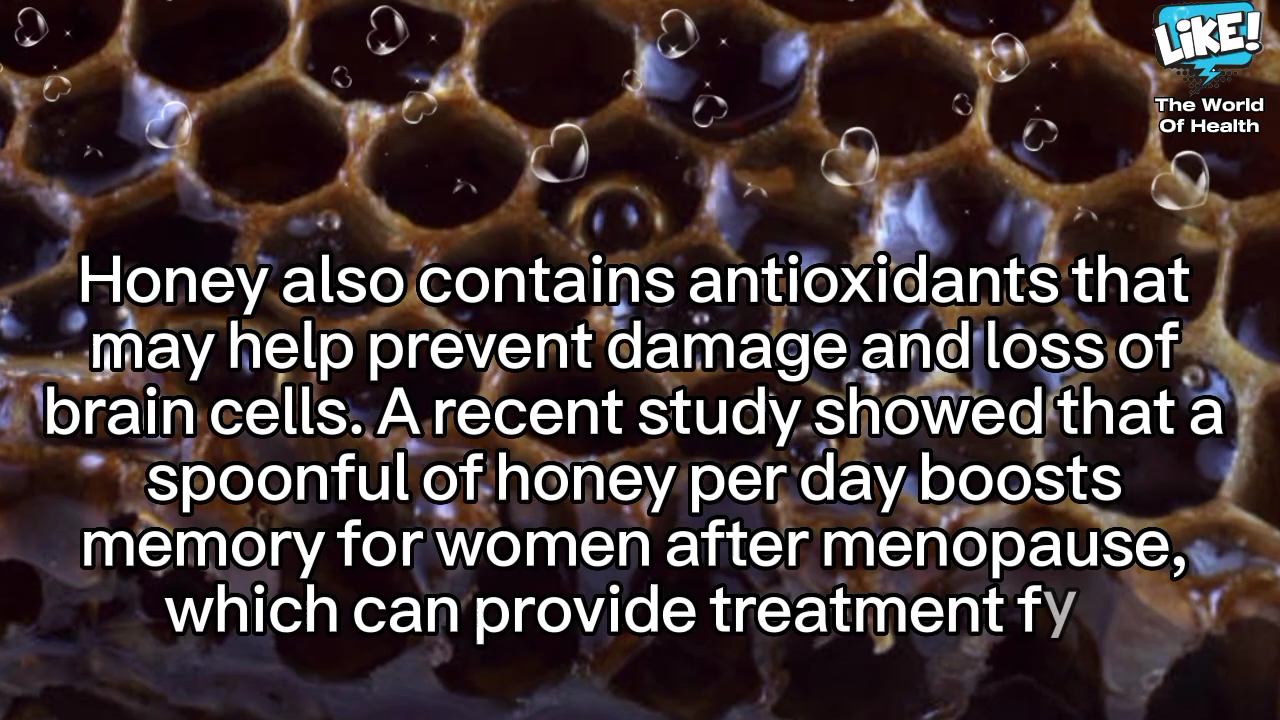 LiKE!
The World
Of Health
Honey also contains antioxidants that
may help prevent damage and loss of
brain cells. A recent study showed that a
spoonful of honey per day boosts
memory for women after menopause,
which can provide treatment fy